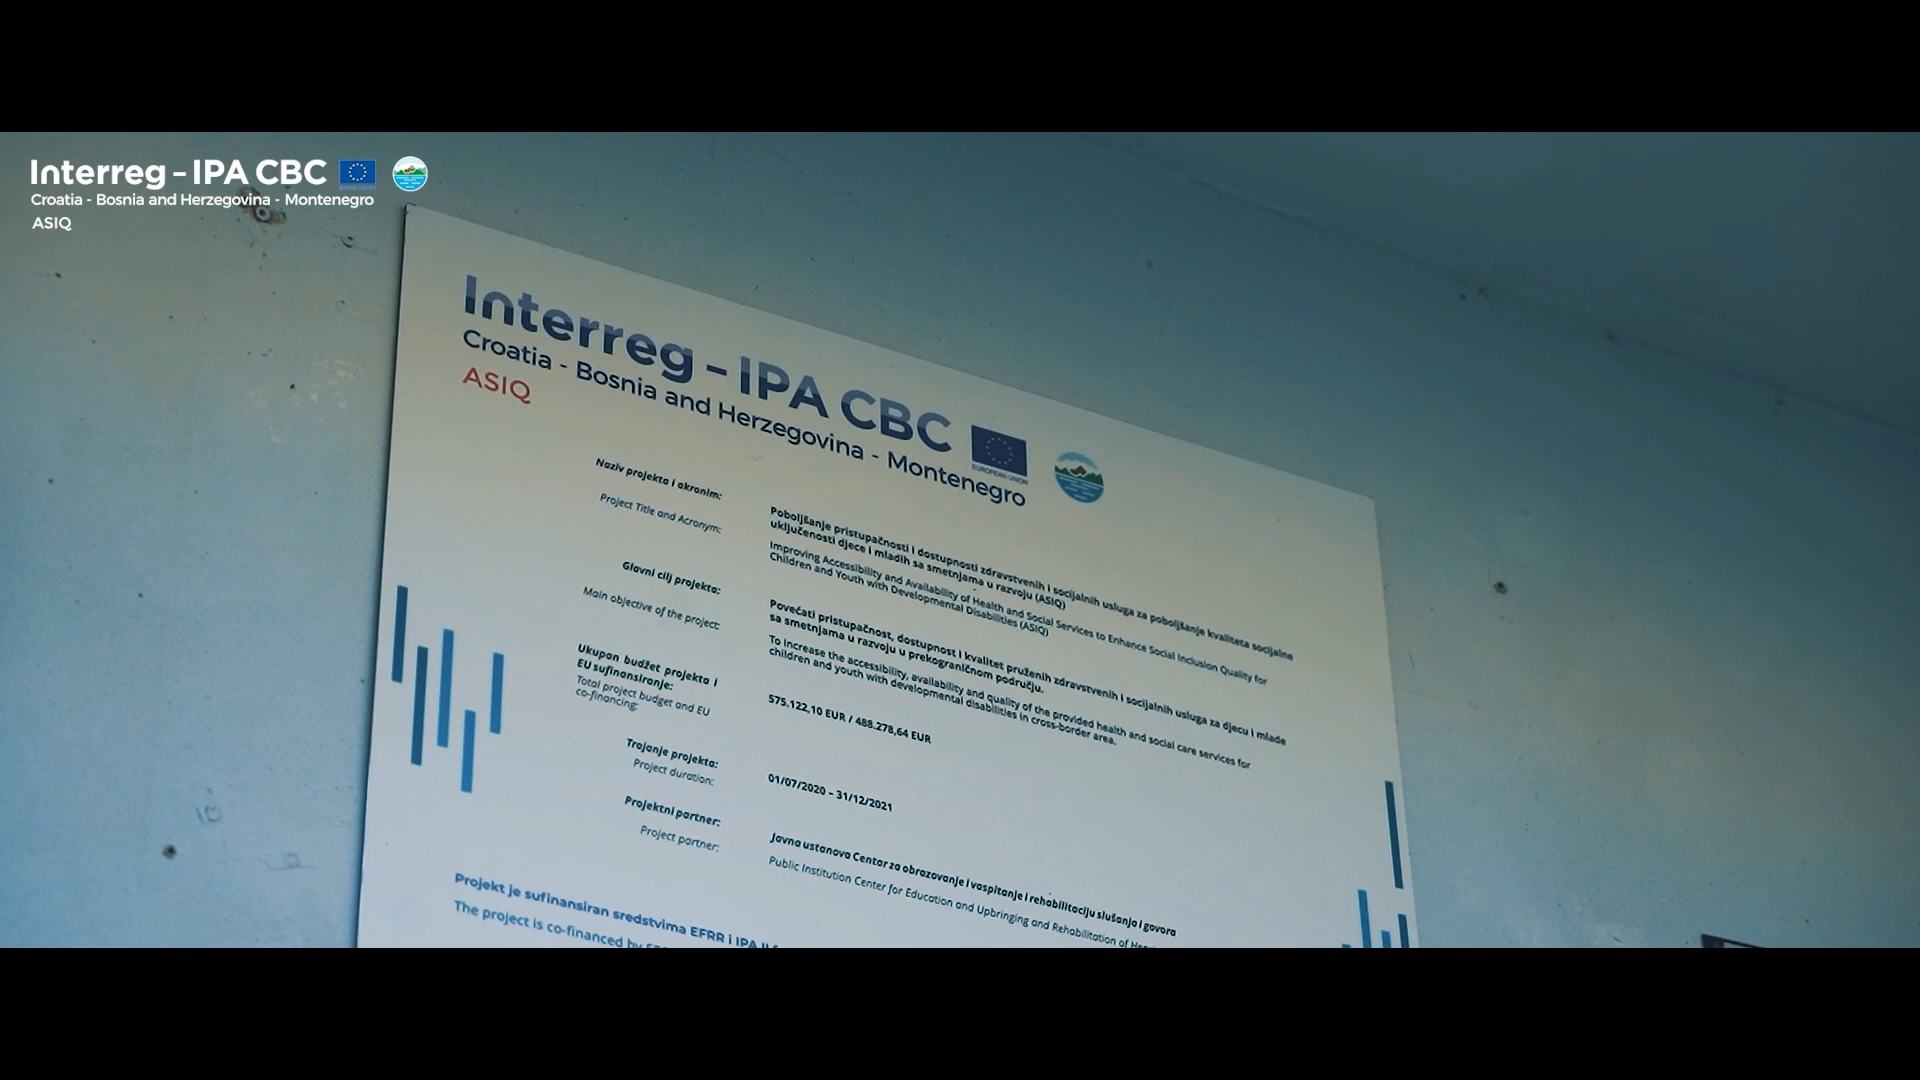 Interreg - IPA CBC
Croatia - Bosnia and Herzegovina - Montenegro
ASIQ
Interreg - IPA CBC
EUROPEAN UNION
Croatia - Bosnia and Herzegovina - Montenegro
ASIQ
Naziv projekta i akronim:
Project Title and Acronym:
Poboljšanje pristupačnosti i dostupnosti zdravstvenih i socijalnih usluga za poboljšanje kvaliteta socijalne
uključenosti djece i mladih sa smetnjama u razvoju (ASIQ)
Improving Accessibility and Availability of Health and Social Services to Enhance Social Inclusion Quality for
Children and Youth with Developmental Disabilities (ASIQ)
Glavni cilj projekta:
Main objective of the project:
Povećati pristupačnost, dostupnost i kvalitet pruženih zdravstvenih i socijalnih usluga za djecu i mlade
sa smetnjama u razvoju u prekograničnom području.
To increase the accessibility, availability and quality of the provided health and social care services for
children and youth with developmental disabilities in cross-border area.
Ukupan budžet projekta i
EU sufinansiranje:
Total project budget and EU
co-financing:
575.122,10 EUR / 488.278,64 EUR
Trajanje projekta:
Project duration:
01/07/2020 – 31/12/2021
Projektni partner:
Project partner:
Javna ustanova Centar za obrazovanje i vaspitanje i rehabilitaciju slušanja i govora
Public Institution Center for Education and Upbringing and Rehabilitation of
Projekt je sufinansiran sredstvima EFRR i IPA
The project is co-financed by